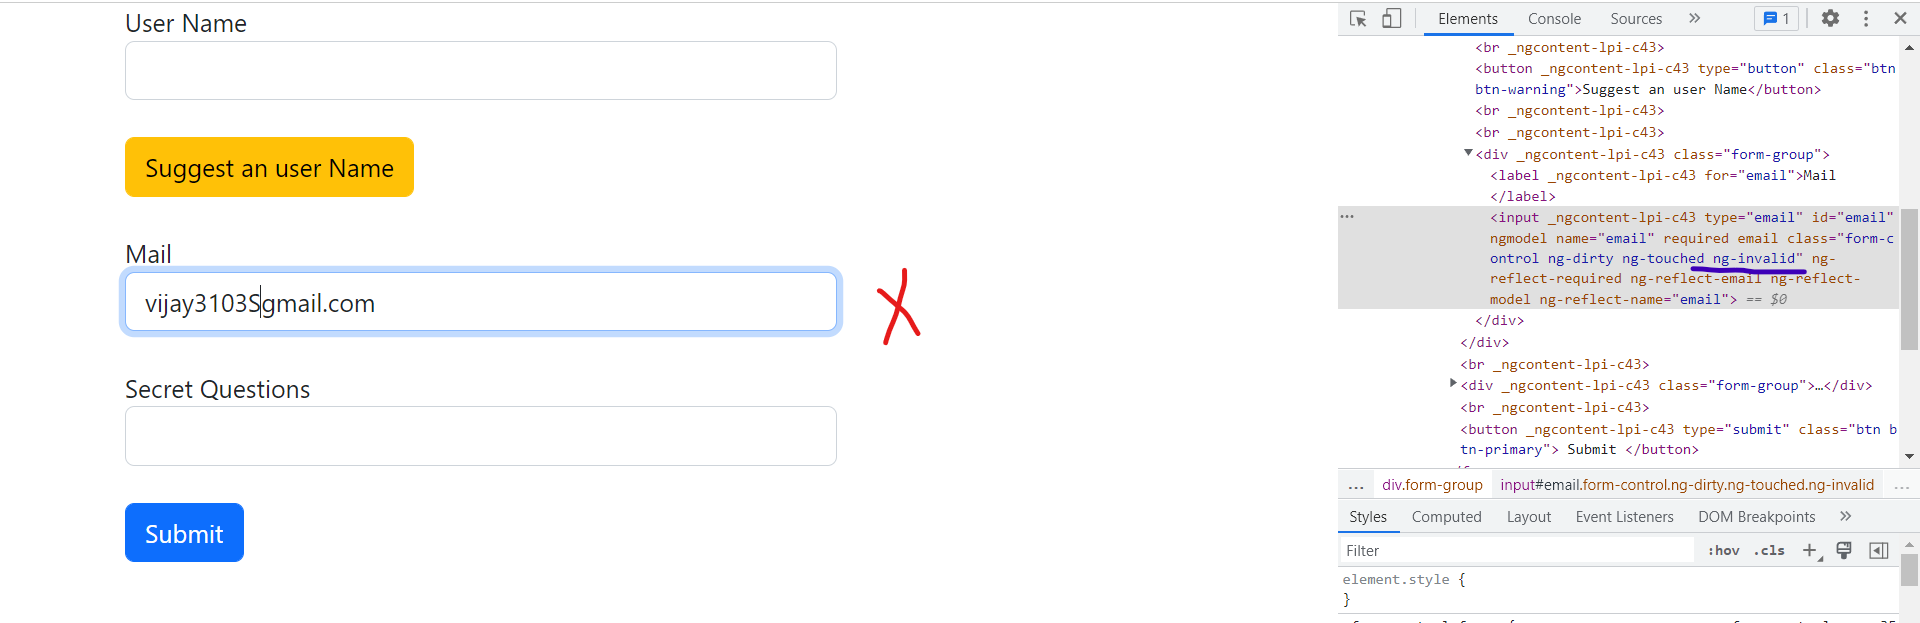 User Name
Suggest an user Name
Mail
vijay3103Sgmail.com
Secret Questions
Submit
Elements Console Sources » 1
<br _ngcontent-lpi-c43>
<button _ngcontent-lpi-c43 type="button" class="btn
btn-warning">Suggest an user Name</button>
<br _ngcontent-lpi-c43>
<br _ngcontent-lpi-c43>
<div _ngcontent-lpi-c43 class="form-group">
<label _ngcontent-lpi-c43 for="email">Mail
</label>
<input _ngcontent-lpi-c43 type="email" id="email"
ngmodel name="email" required email class="form-c
ontrol ng-dirty ng-touched ng-invalid" ng-
reflect-required ng-reflect-email ng-reflect-
model ng-reflect-name="email"> == $0
</div>
</div>
<br _ngcontent-lpi-c43>
<div _ngcontent-lpi-c43 class="form-group">…</div>
<br _ngcontent-lpi-c43>
<button _ngcontent-lpi-c43 type="submit" class="btn b
tn-primary"> Submit </button>
... div.form-group input#email.form-control.ng-dirty.ng-touched.ng-invalid ...
Styles Computed Layout Event Listeners DOM Breakpoints »
Filter :hov .cls +
element.style {
}